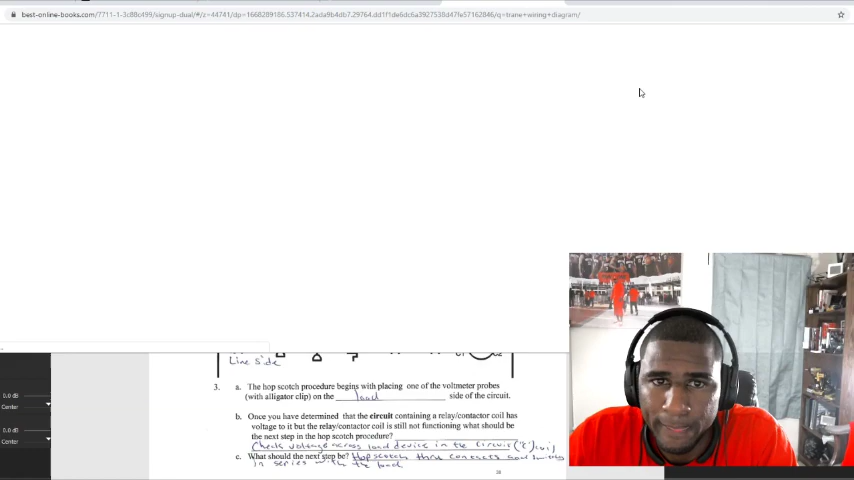 best-online-books.com/7711-1-3c88c499/signup-dual/#/z=44741/dp=1668289186.537414.2ada9b4db7.29764.dd1f1de6dc6a3927538d47fe57162846/q=trane+wiring+diagram/
Line side
3. a. The hop scotch procedure begins with placing one of the voltmeter probes
(with alligator clip) on the load side of the circuit.
0.0 dB
Center
b. Once you have determined that the circuit containing a relay/contactor coil has
voltage to it but the relay/contactor coil is still not functioning what should be
the next step in the hop scotch procedure?
0.0 dB
Center
Check voltage across load device in the circuit ("C") coil
c. What should the next step be? Hopscotch thru contacts and
in series with the load